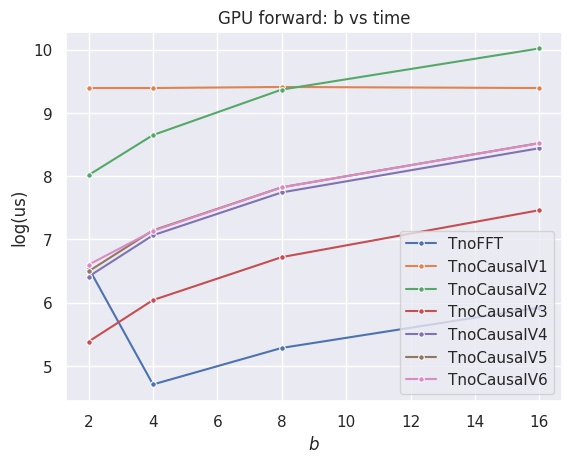 GPU forward: b vs time
log(us)
10
9
8
7
6
5
2
4
6
8
10
12
14
16
b
TnoFFT
TnoCausalV1
TnoCausalV2
TnoCausalV3
TnoCausalV4
TnoCausalV5
TnoCausalV6